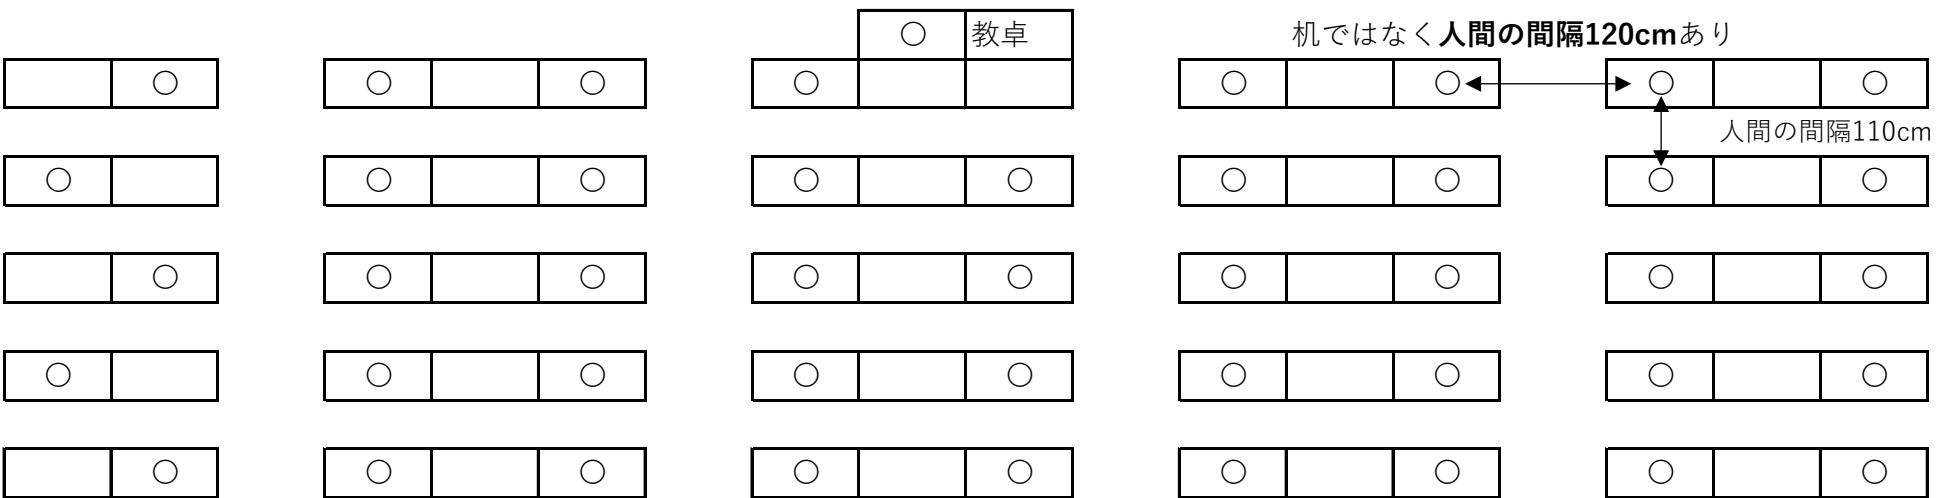 ○ 教卓
机ではなく人間の間隔120cmあり
○ ○ ○ ○ ○ ○ ○ ○
人間の間隔110cm
○ ○ ○ ○ ○ ○ ○ ○ ○
○ ○ ○ ○ ○ ○ ○ ○ ○
○ ○ ○ ○ ○ ○ ○ ○ ○
○ ○ ○ ○ ○ ○ ○ ○ ○